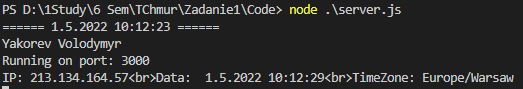 PS D:\1Study\6 Sem\TChmur\Zadanie1\Code> node .\server.js
====== 1.5.2022 10:12:23 ======
Yakorev Volodymyr
Running on port: 3000
IP: 213.134.164.57<br>Data:  1.5.2022 10:12:29<br>TimeZone: Europe/Warsaw